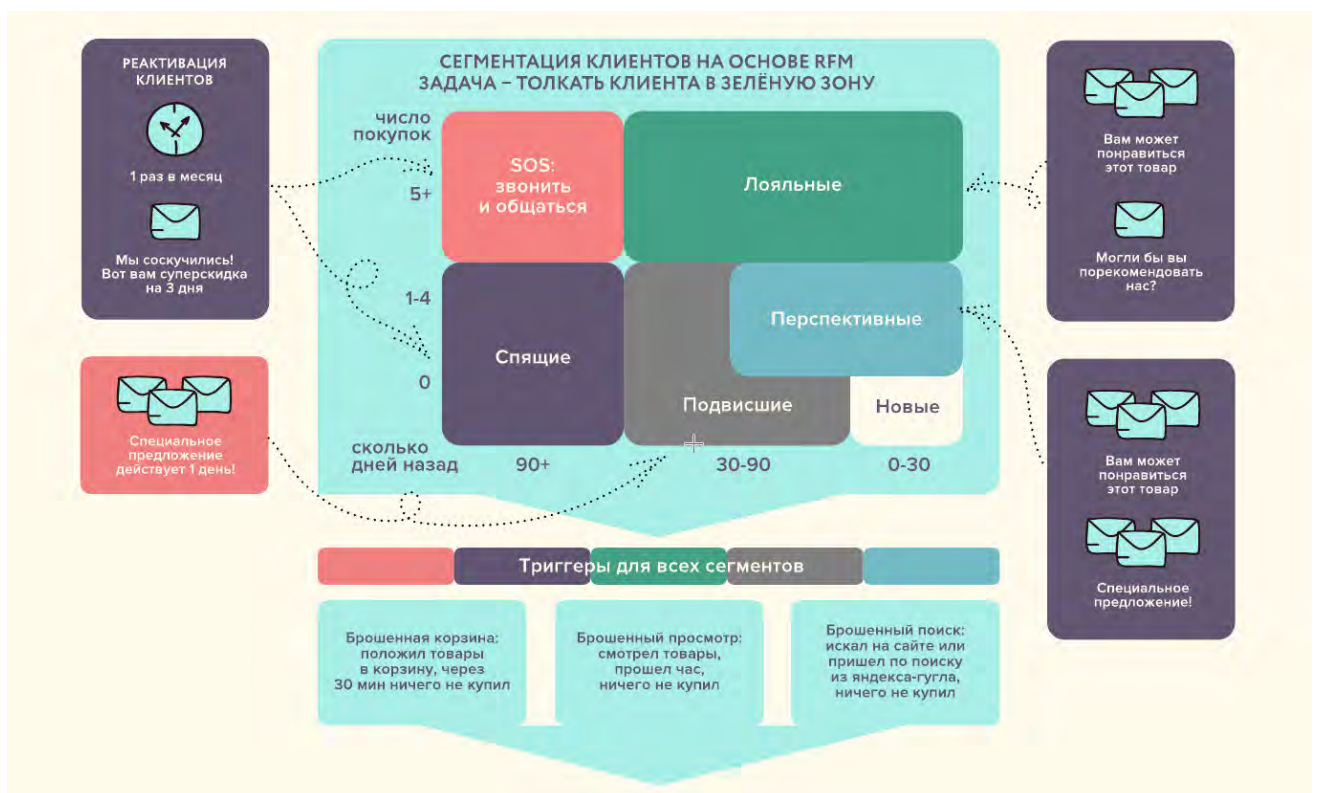 РЕАКТИВАЦИЯ
КЛИЕНТОВ
1 раз в месяц
Мы соскучились!
Вот вам суперскидка
на 3 дня
Специальное
предложение
действует 1 день!
СЕГМЕНТАЦИЯ КЛИЕНТОВ НА ОСНОВЕ RFM
ЗАДАЧА – ТОЛКАТЬ КЛИЕНТА В ЗЕЛЁНУЮ ЗОНУ
число
покупок
5+
1-4
0
SOS:
звонить
и общаться
Лояльные
Спящие
Перспективные
Подвисшие
Новые
сколько
дней назад
90+
30-90
0-30
Вам может
понравиться
этот товар
Могли бы вы
порекомендовать
нас?
Вам может
понравиться
этот товар
Специальное
предложение!
Триггеры для всех сегментов
Брошенная корзина:
положил товары
в корзину, через
30 мин ничего не купил
Брошенный просмотр:
смотрел товары,
прошел час,
ничего не купил
Брошенный поиск:
искал на сайте или
пришел по поиску
из яндекса-гугла,
ничего не купил